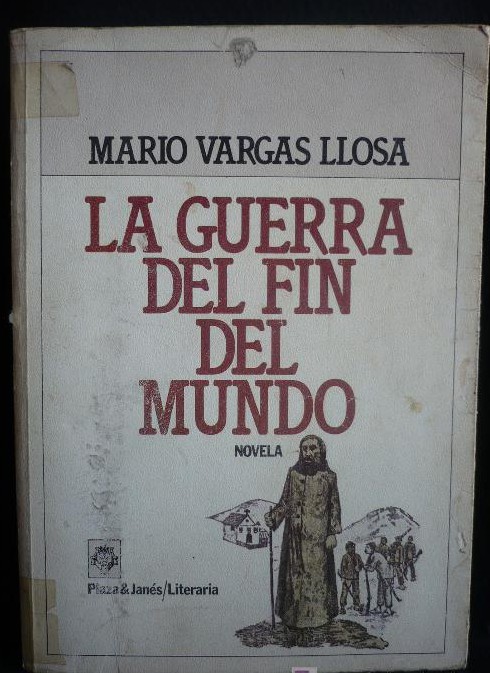 MARIO VARGAS LLOSA
LA GUERRA
DEL FIN
DEL
MUNDO
NOVELA
Plaza & Janés/Literaria